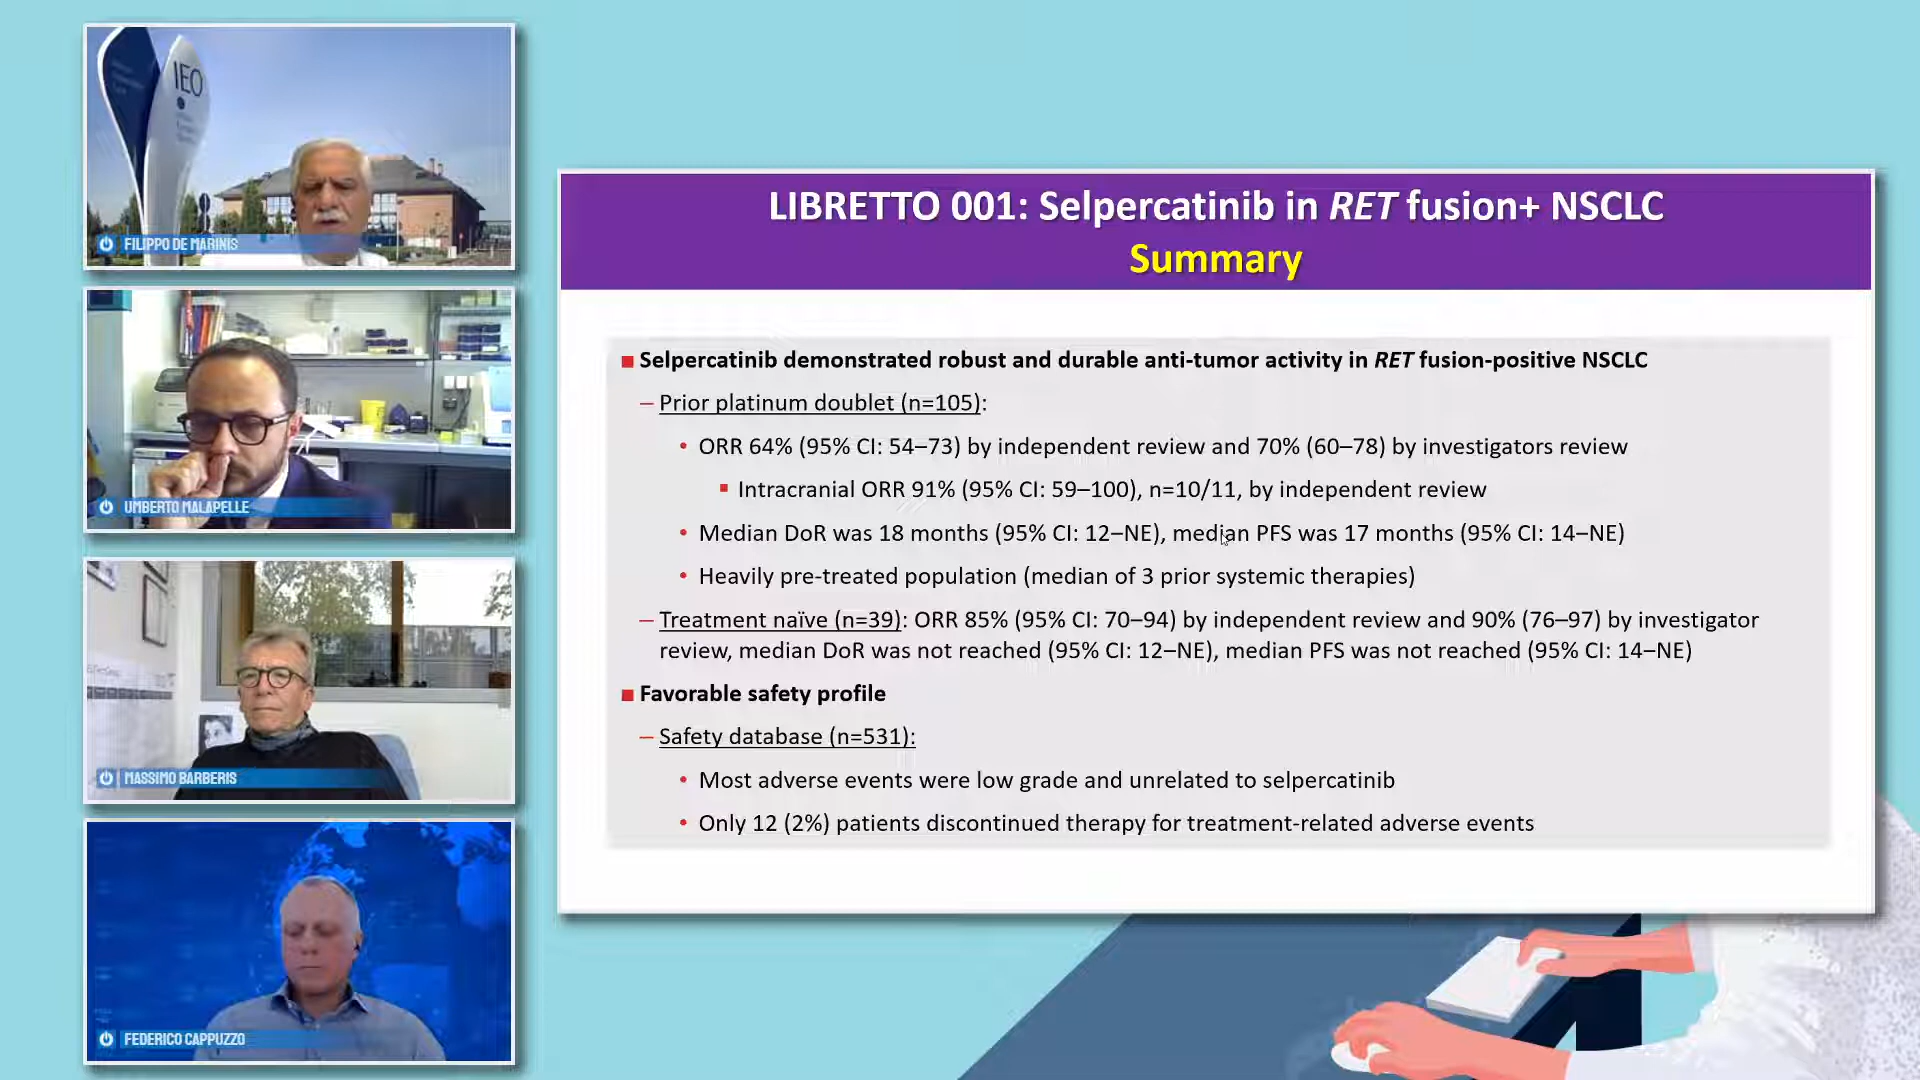 IEO
FILIPPO DE MARINIS
UMBERTO MALAPELLE
MASSIMO BARBERIS
FEDERICO CAPPUZZO
LIBRETTO 001: Selpercatinib in RET fusion+ NSCLC
Summary
■ Selpercatinib demonstrated robust and durable anti-tumor activity in RET fusion-positive NSCLC
– Prior platinum doublet (n=105):
• ORR 64% (95% CI: 54–73) by independent review and 70% (60–78) by investigators review
▪ Intracranial ORR 91% (95% CI: 59–100), n=10/11, by independent review
• Median DoR was 18 months (95% CI: 12–NE), median PFS was 17 months (95% CI: 14–NE)
• Heavily pre-treated population (median of 3 prior systemic therapies)
– Treatment naïve (n=39): ORR 85% (95% CI: 70–94) by independent review and 90% (76–97) by investigator
review, median DoR was not reached (95% CI: 12–NE), median PFS was not reached (95% CI: 14–NE)
■ Favorable safety profile
– Safety database (n=531):
• Most adverse events were low grade and unrelated to selpercatinib
• Only 12 (2%) patients discontinued therapy for treatment-related adverse events